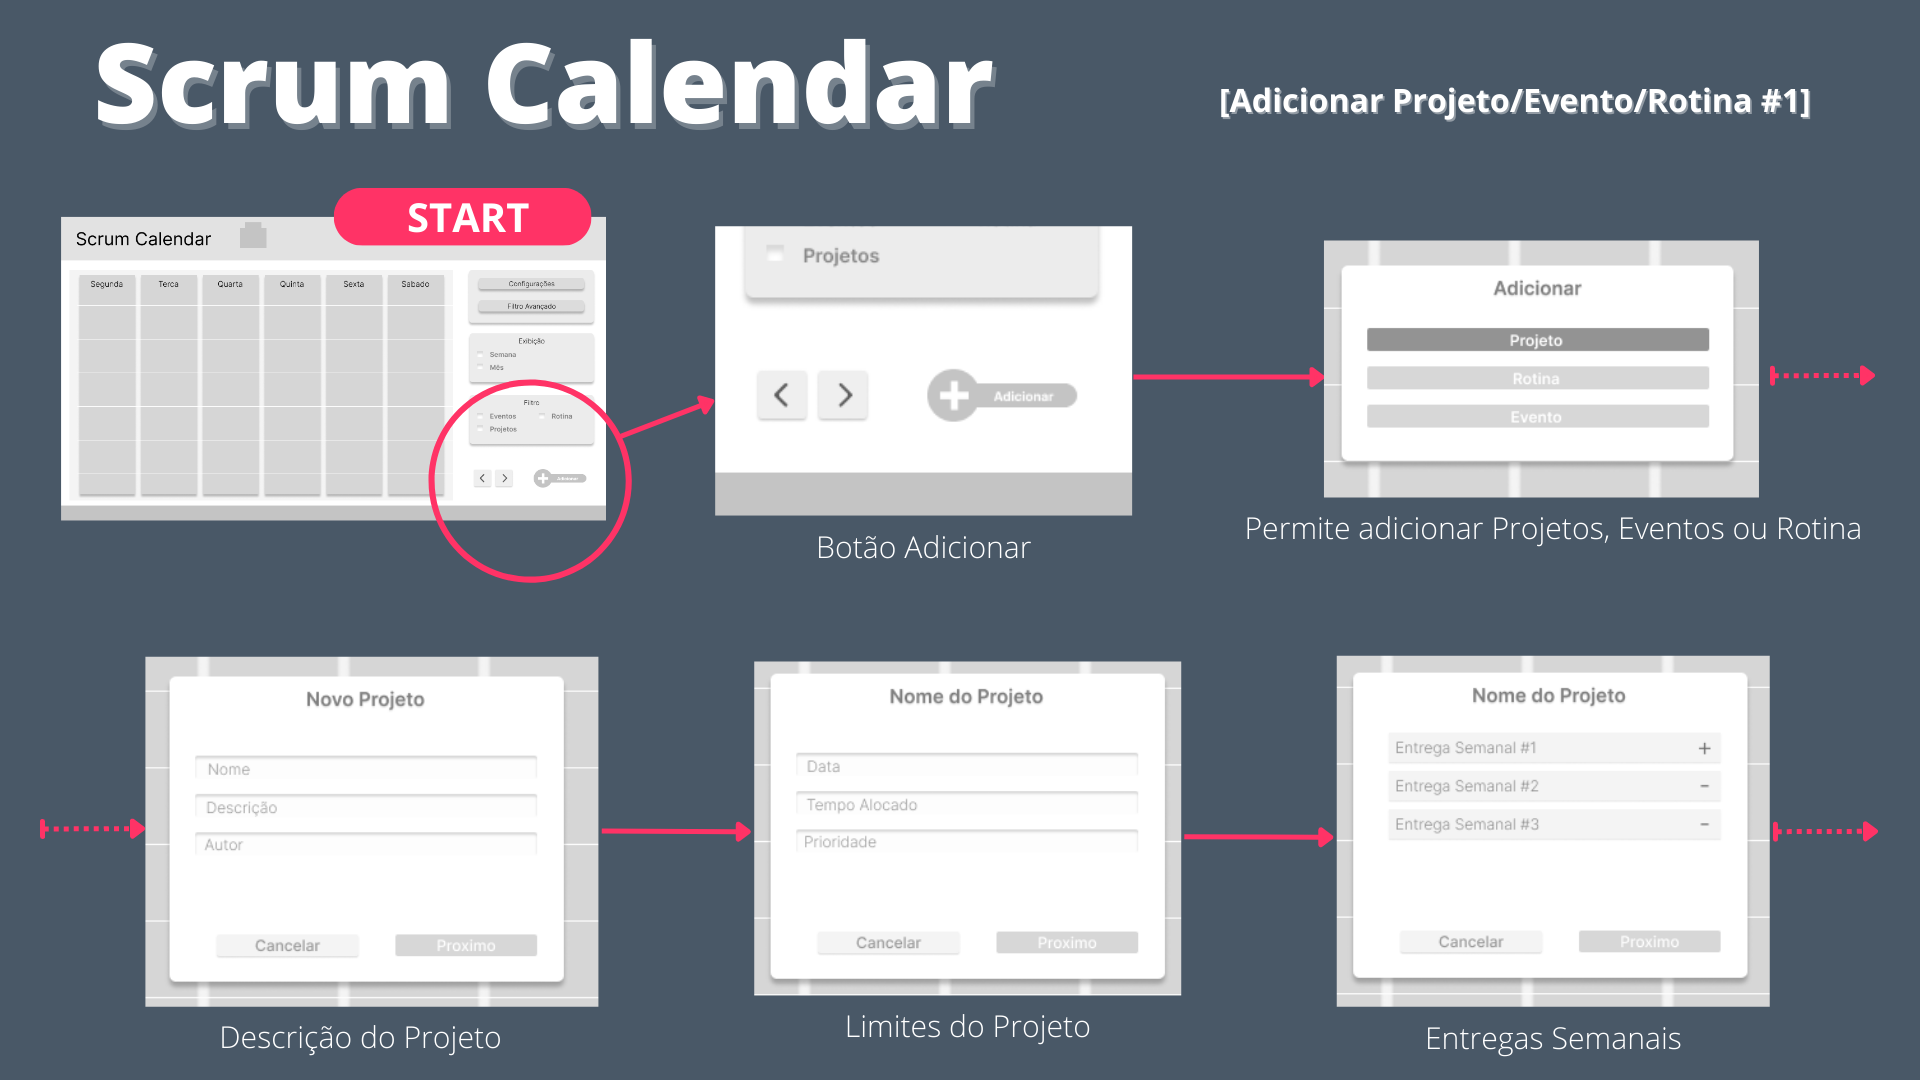 Scrum Calendar
[Adicionar Projeto/Evento/Rotina #1]
START
Scrum Calendar
Segunda Terca Quarta Quinta Sexta Sabado
Configurações
Filtro Avançado
Exibição
Semana
Mês
Filtro
Eventos Rotina
Projetos
Adicionar
Projetos
Adicionar
Botão Adicionar
Adicionar
Projeto
Rotina
Evento
Permite adicionar Projetos, Eventos ou Rotina
Novo Projeto
Nome
Descrição
Autor
Cancelar Proximo
Descrição do Projeto
Nome do Projeto
Data
Tempo Alocado
Prioridade
Cancelar Proximo
Limites do Projeto
Nome do Projeto
Entrega Semanal #1 +
Entrega Semanal #2 -
Entrega Semanal #3 -
Cancelar Proximo
Entregas Semanais